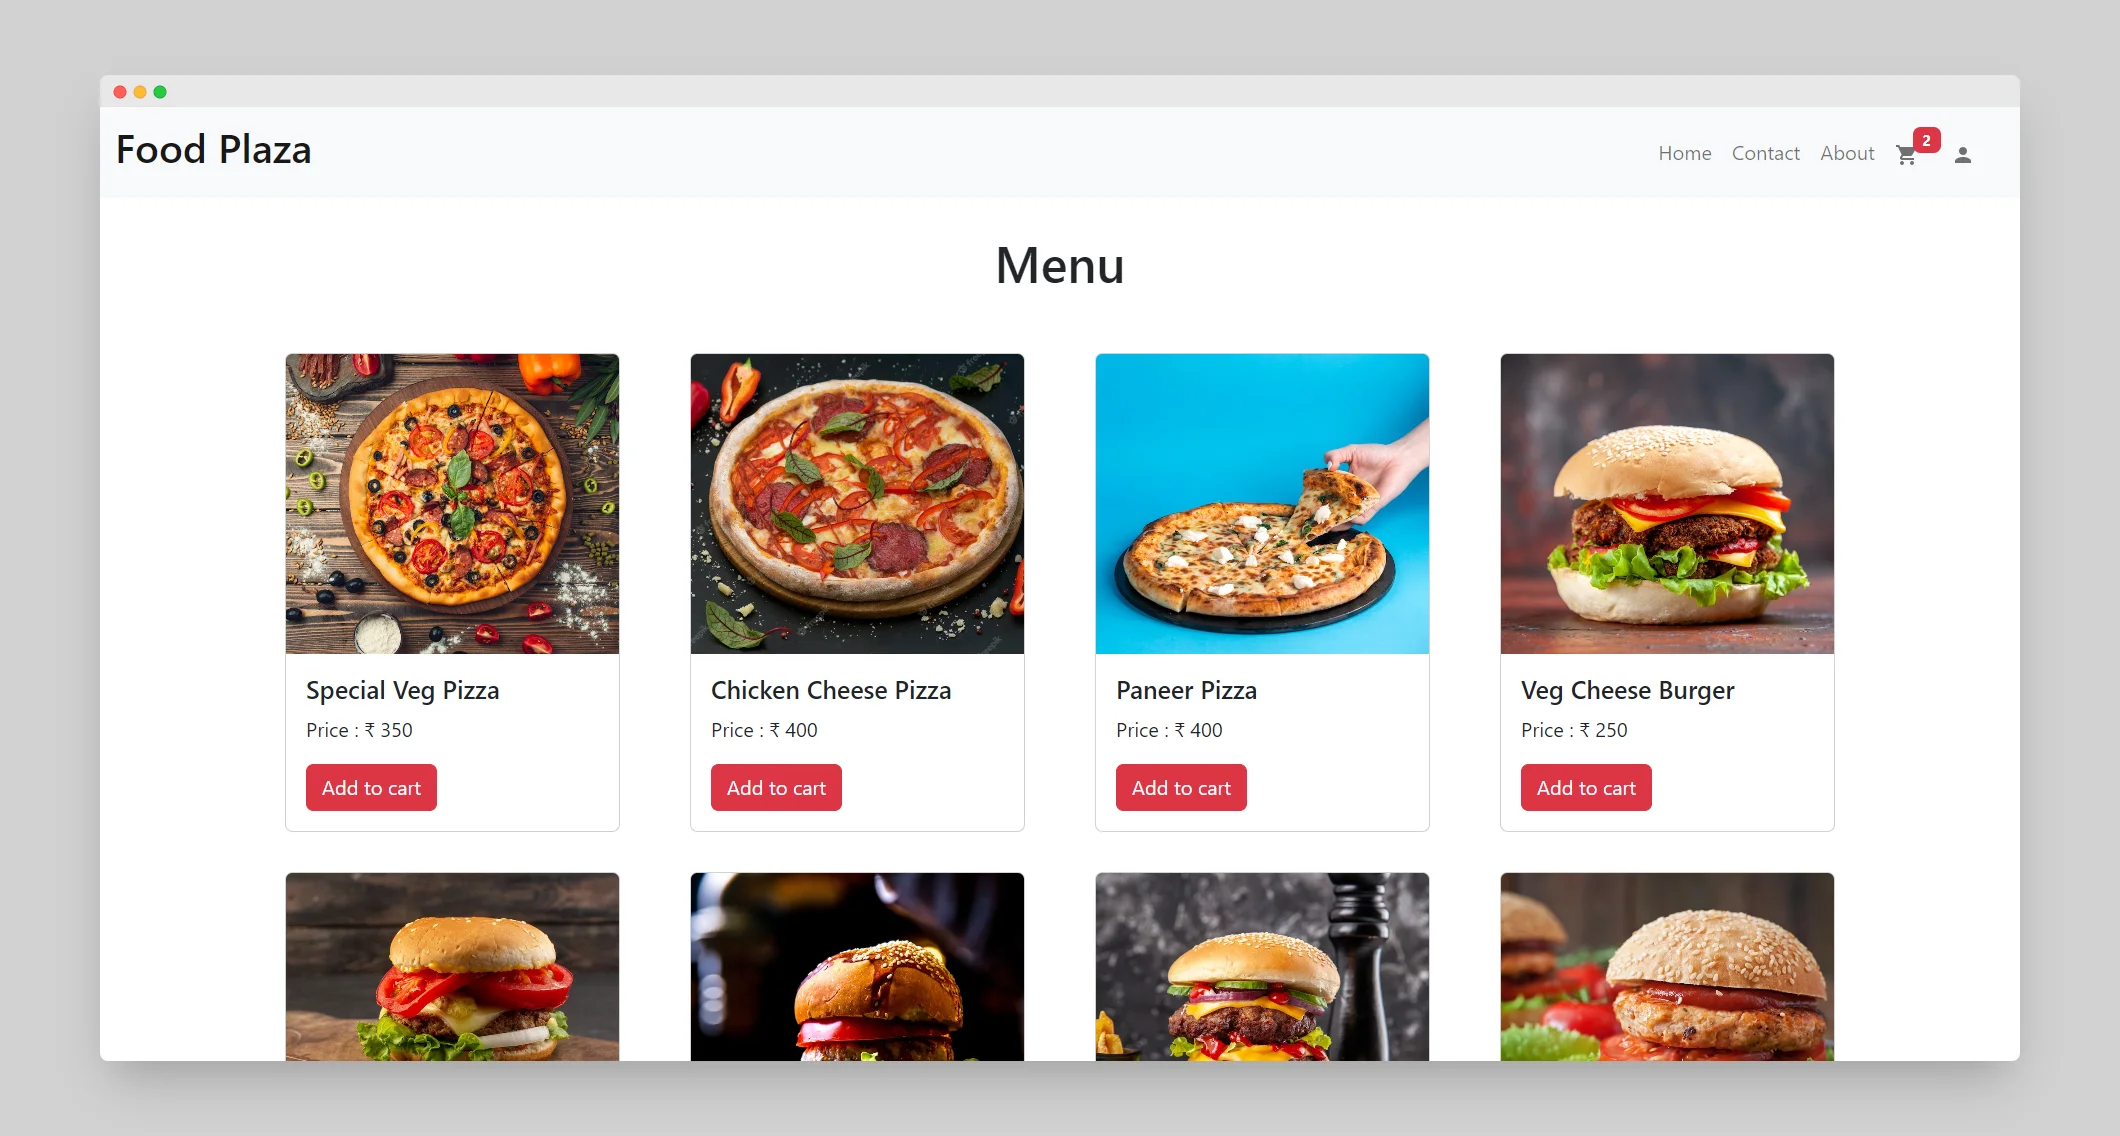 Food Plaza
Home Contact About 2
Menu
Special Veg Pizza
Price : ₹ 350
Add to cart
Chicken Cheese Pizza
Price : ₹ 400
Add to cart
Paneer Pizza
Price : ₹ 400
Add to cart
Veg Cheese Burger
Price : ₹ 250
Add to cart